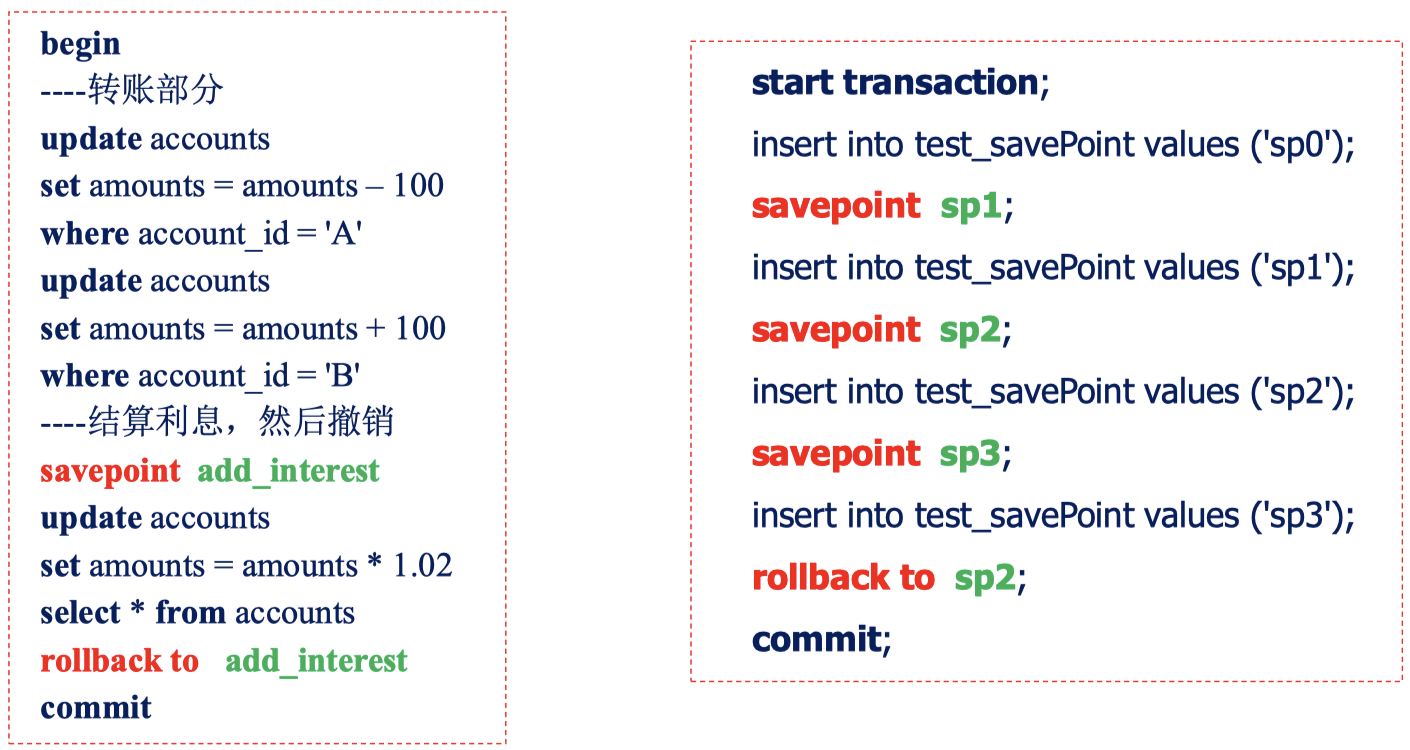 begin
----转账部分
update accounts
set amounts = amounts – 100
where account_id = 'A'
update accounts
set amounts = amounts + 100
where account_id = 'B'
----结算利息，然后撤销
savepoint add_interest
update accounts
set amounts = amounts * 1.02
select * from accounts
rollback to add_interest
commit
start transaction;
insert into test_savePoint values ('sp0');
savepoint sp1;
insert into test_savePoint values ('sp1');
savepoint sp2;
insert into test_savePoint values ('sp2');
savepoint sp3;
insert into test_savePoint values ('sp3');
rollback to sp2;
commit;